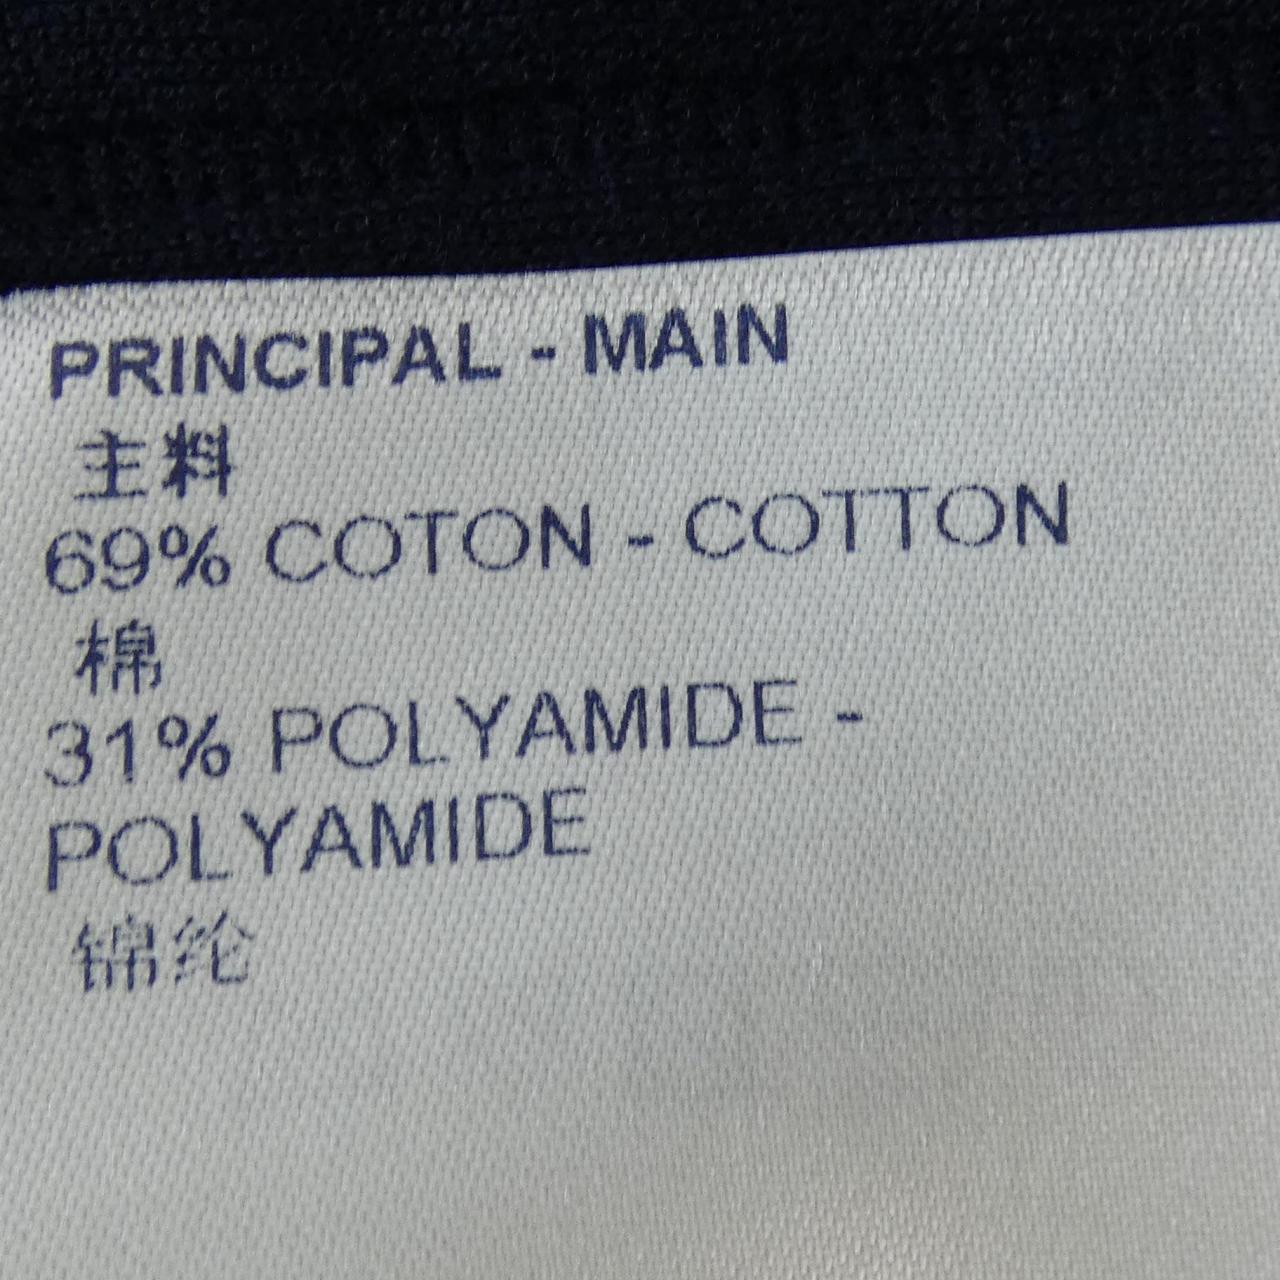 PRINCIPAL - MAIN
主料
69% COTON - COTTON
棉
31% POLYAMIDE -
POLYAMIDE
锦纶